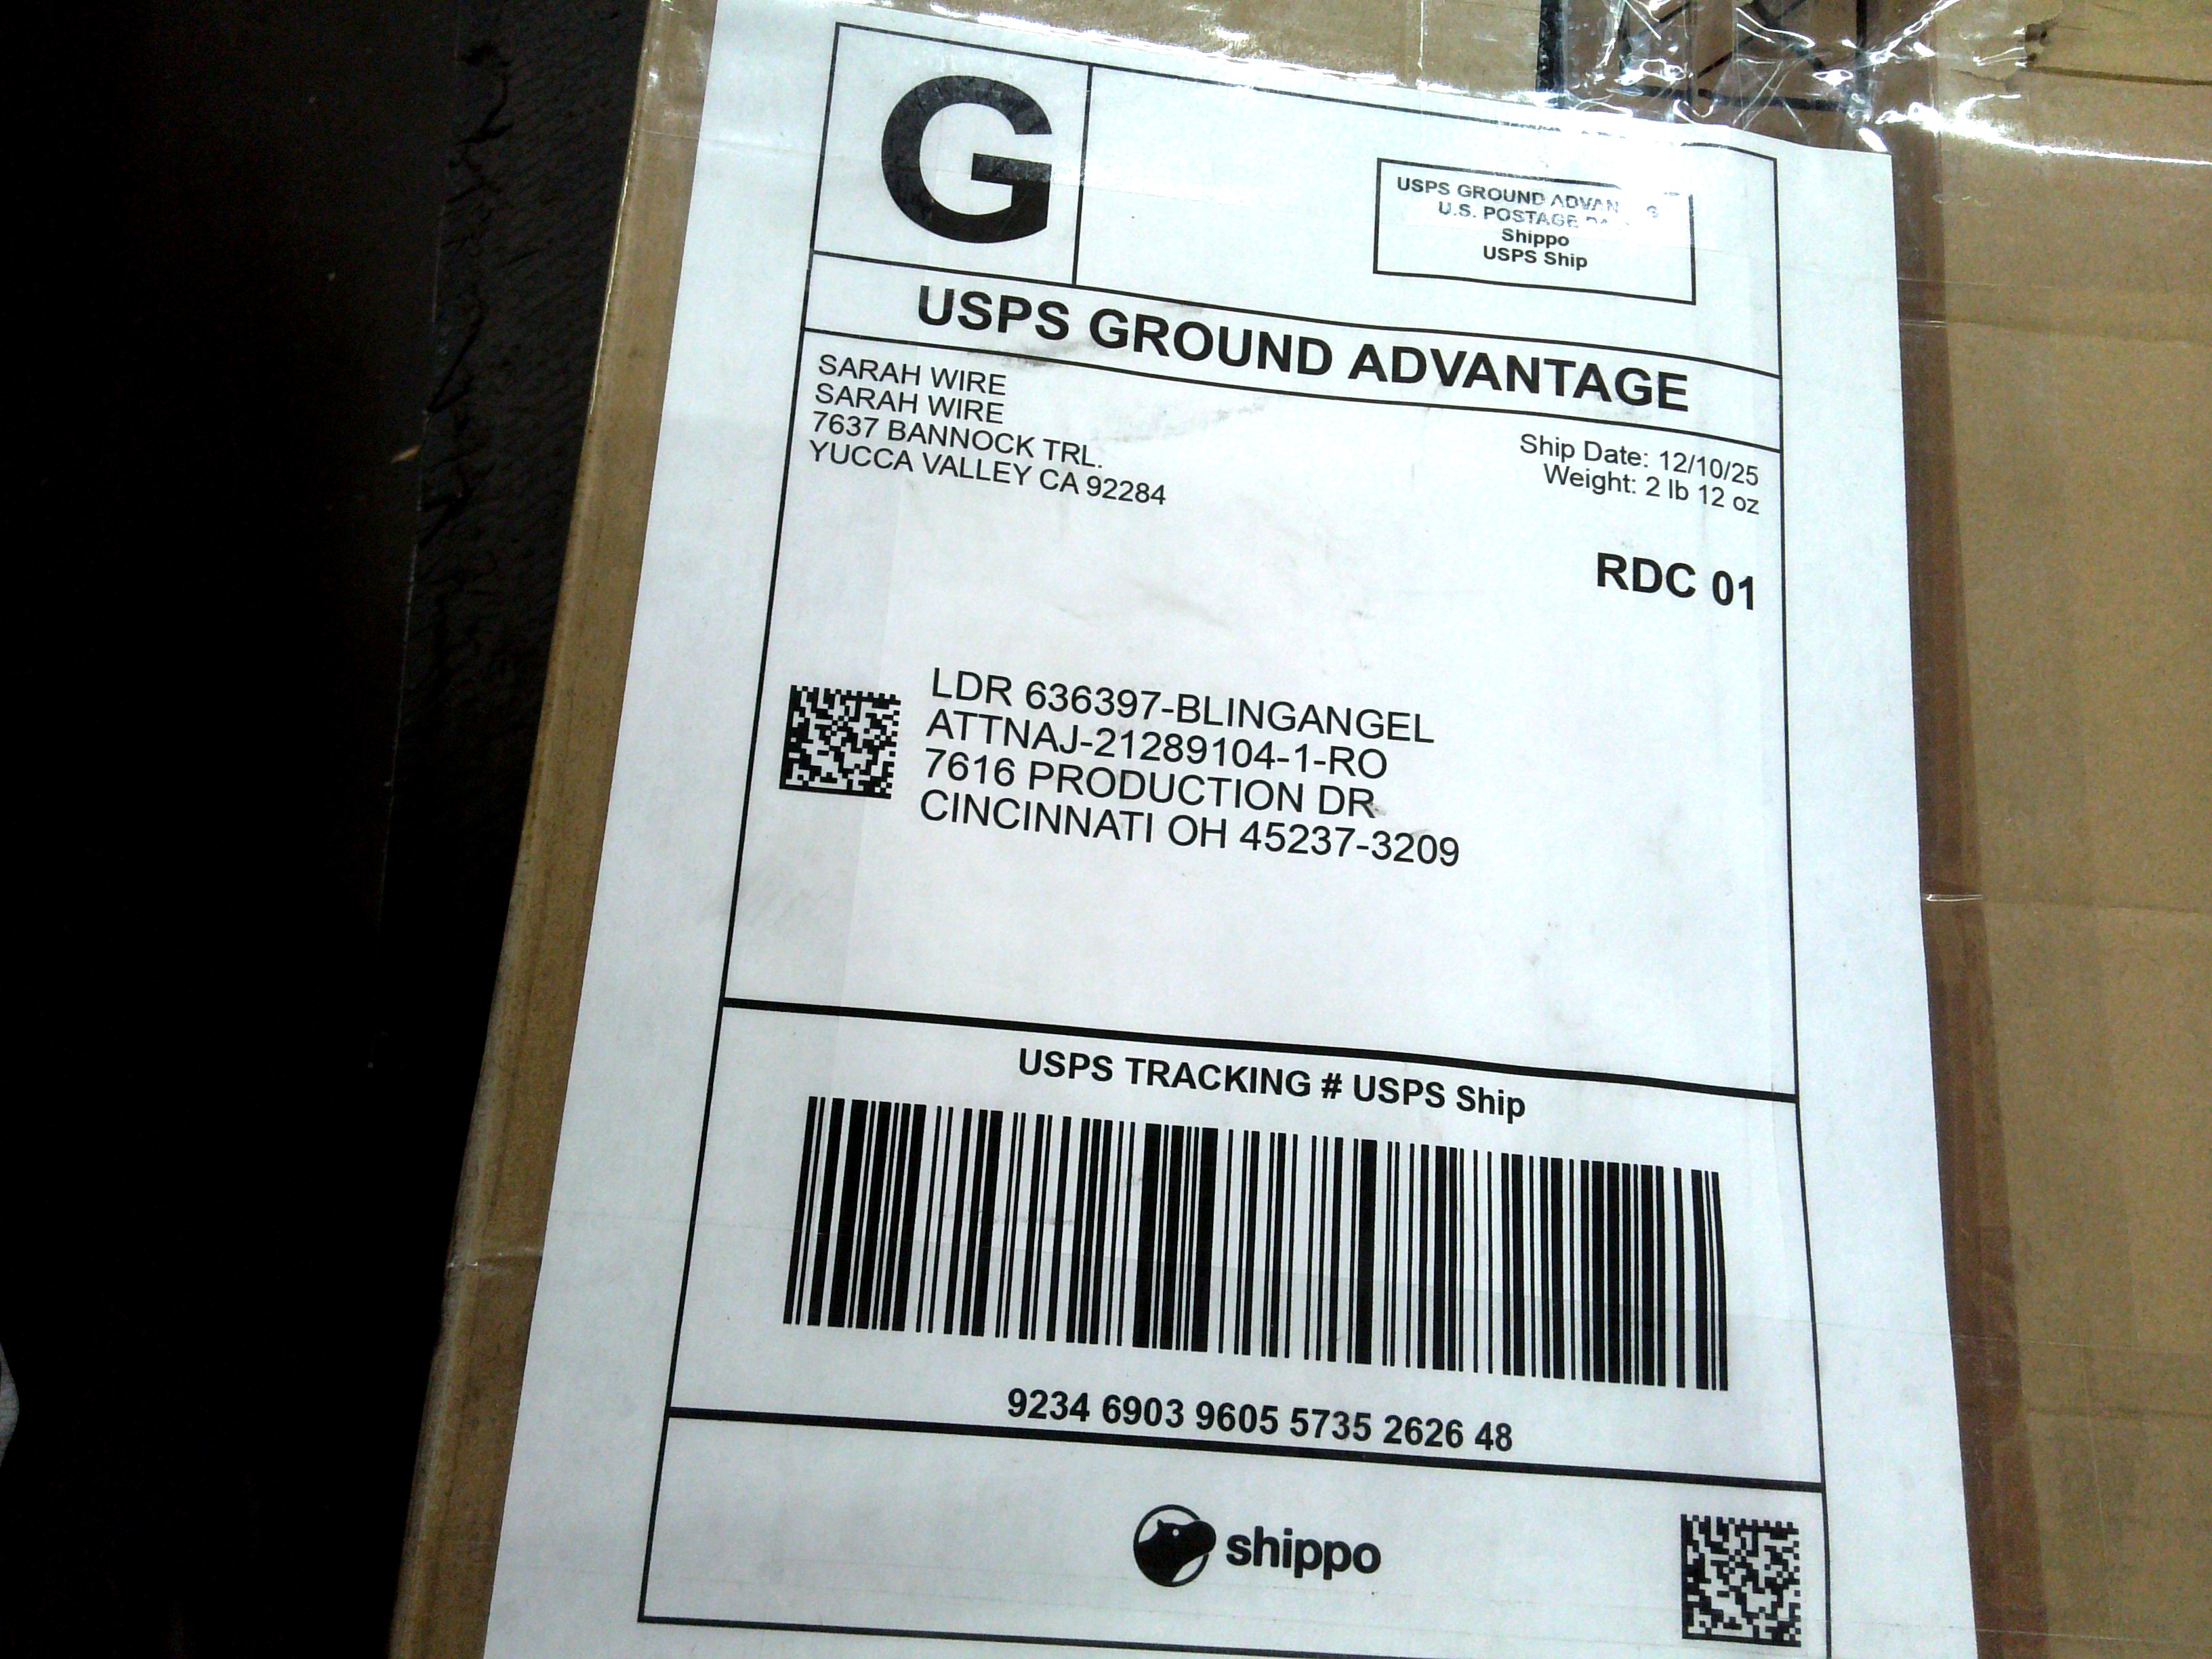 G
USPS GROUND
U.S. POSTAGE
Shippo
USPS Ship
USPS GROUND ADVANTAGE
SARAH WIRE
SARAH WIRE
7637 BANNOCK TRL.
YUCCA VALLEY CA 92284
Ship Date: 12/10/25
Weight: 2 lb 12 oz
RDC 01
LDR 636397-BLINGANGEL
ATTNAJ-21289104-1-RO
7616 PRODUCTION DR
CINCINNATI OH 45237-3209
USPS TRACKING # USPS Ship
9234 6903 9605 5735 2626 48
shippo